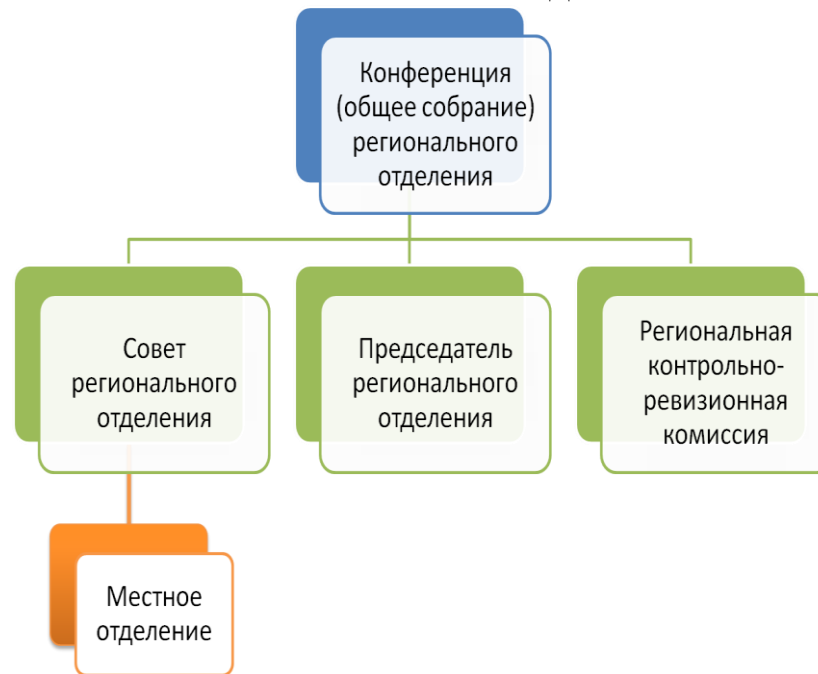 Конференция
(общее собрание)
регионального
отделения
Совет
регионального
отделения
Председатель
регионального
отделения
Региональная
контрольно-
ревизионная
комиссия
Местное
отделение